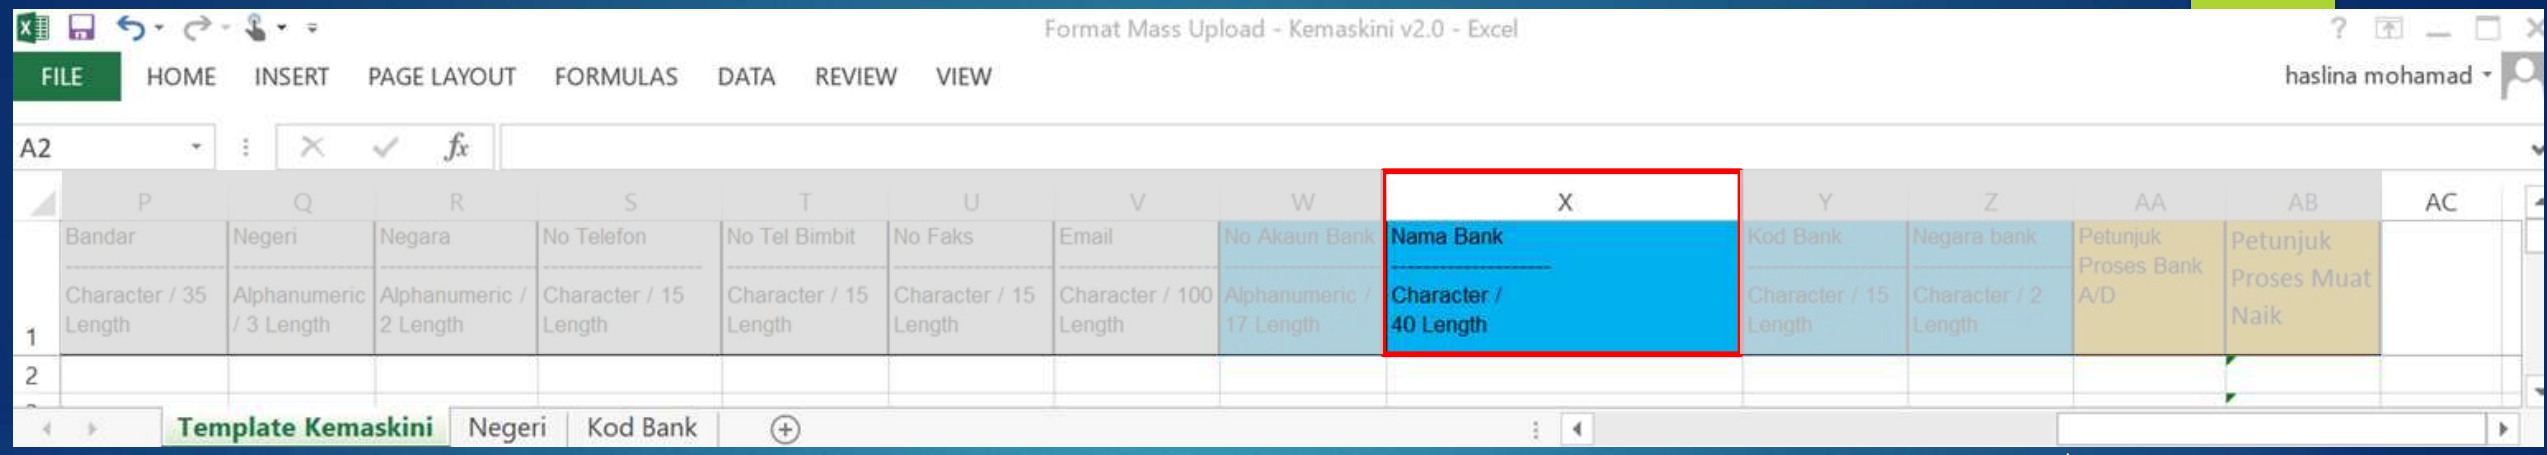 Format Mass Upload - Kemaskini v2.0 - Excel
?
FILE HOME INSERT PAGE LAYOUT FORMULAS DATA REVIEW VIEW
haslina mohamad
A2
fx
P Q R S T U V W X Y Z AA AB AC
1
Bandar
--------------------
Character / 35
Length
Negeri
--------------------
Alphanumeric
/ 3 Length
Negara
--------------------
Alphanumeric /
2 Length
No Telefon
--------------------
Character / 15
Length
No Tel Bimbit
--------------------
Character / 15
Length
No Faks
--------------------
Character / 15
Length
Email
--------------------
Character / 100
Length
No Akaun Bank
--------------------
Alphanumeric /
17 Length
Nama Bank
--------------------
Character /
40 Length
Kod Bank
--------------------
Character / 15
Length
Negara bank
--------------------
Character / 2
Length
Petunjuk
Proses Bank
A/D
Petunjuk
Proses Muat
Naik
2
Template Kemaskini Negeri Kod Bank